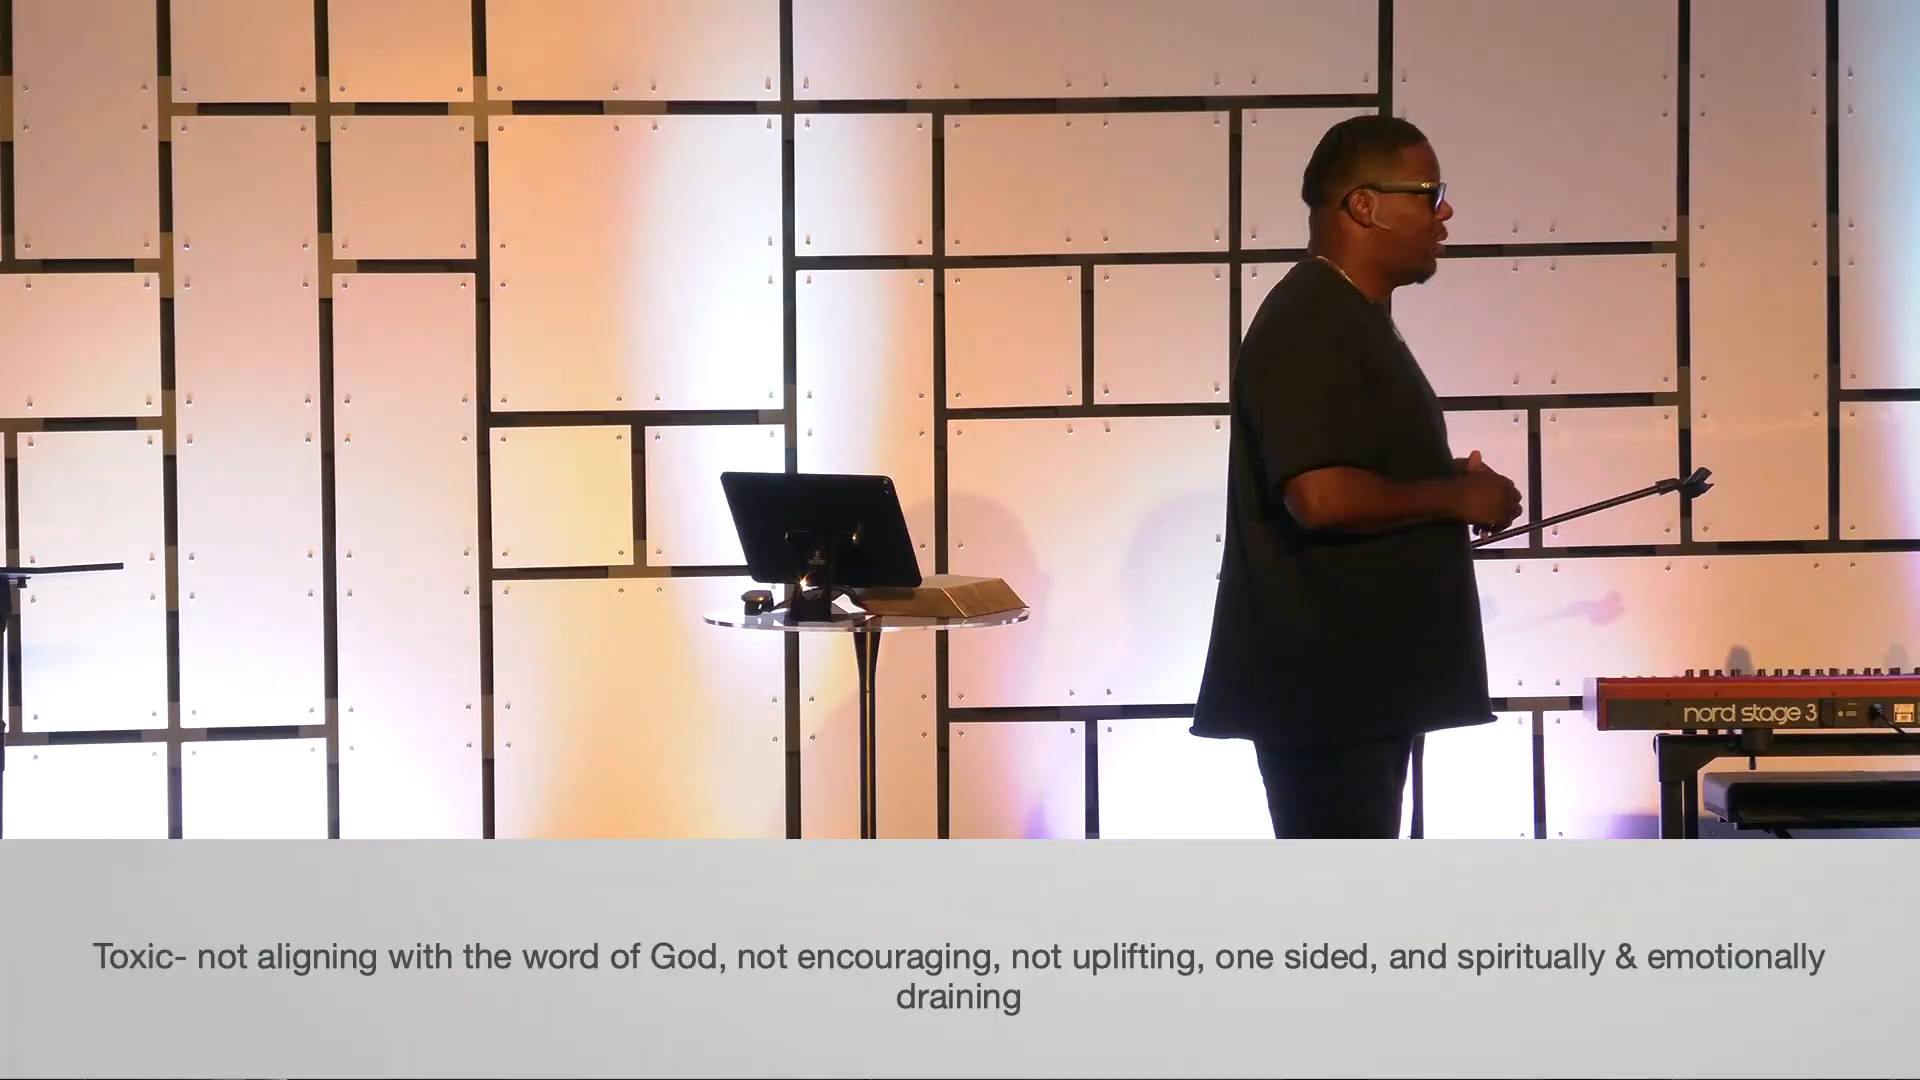 nord stage 3
Toxic- not aligning with the word of God, not encouraging, not uplifting, one sided, and spiritually & emotionally
draining